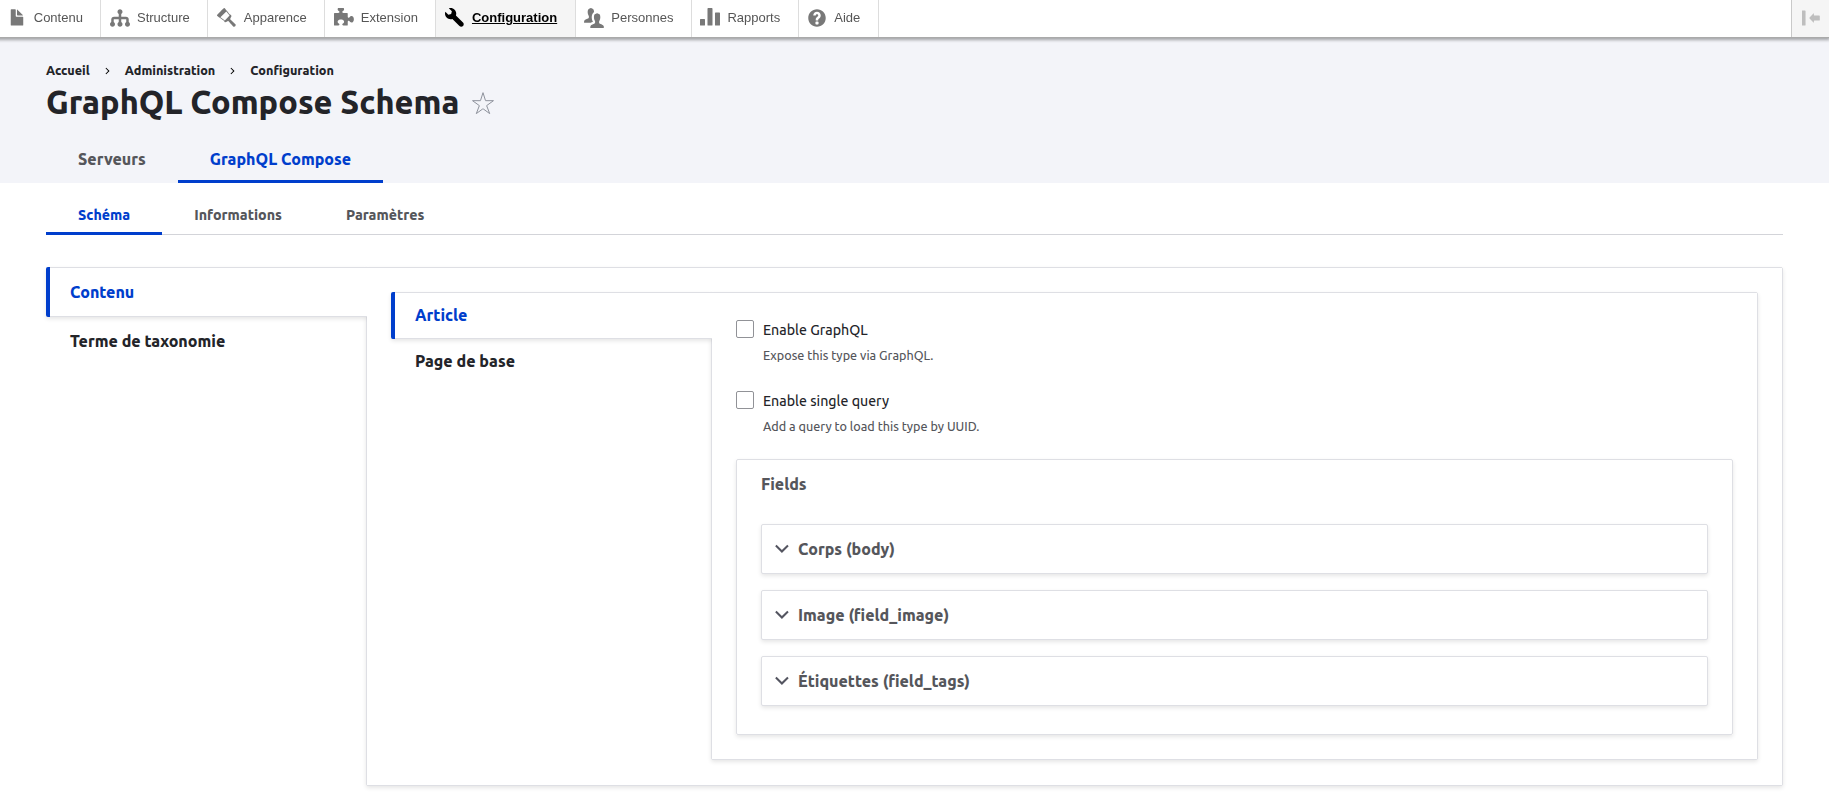 Contenu Structure Apparence Extension Configuration Personnes Rapports Aide
Accueil › Administration › Configuration
GraphQL Compose Schema
Serveurs GraphQL Compose
Schéma Informations Paramètres
Contenu
Terme de taxonomie
Article
Page de base
Enable GraphQL
Expose this type via GraphQL.
Enable single query
Add a query to load this type by UUID.
Fields
Corps (body)
Image (field_image)
Étiquettes (field_tags)